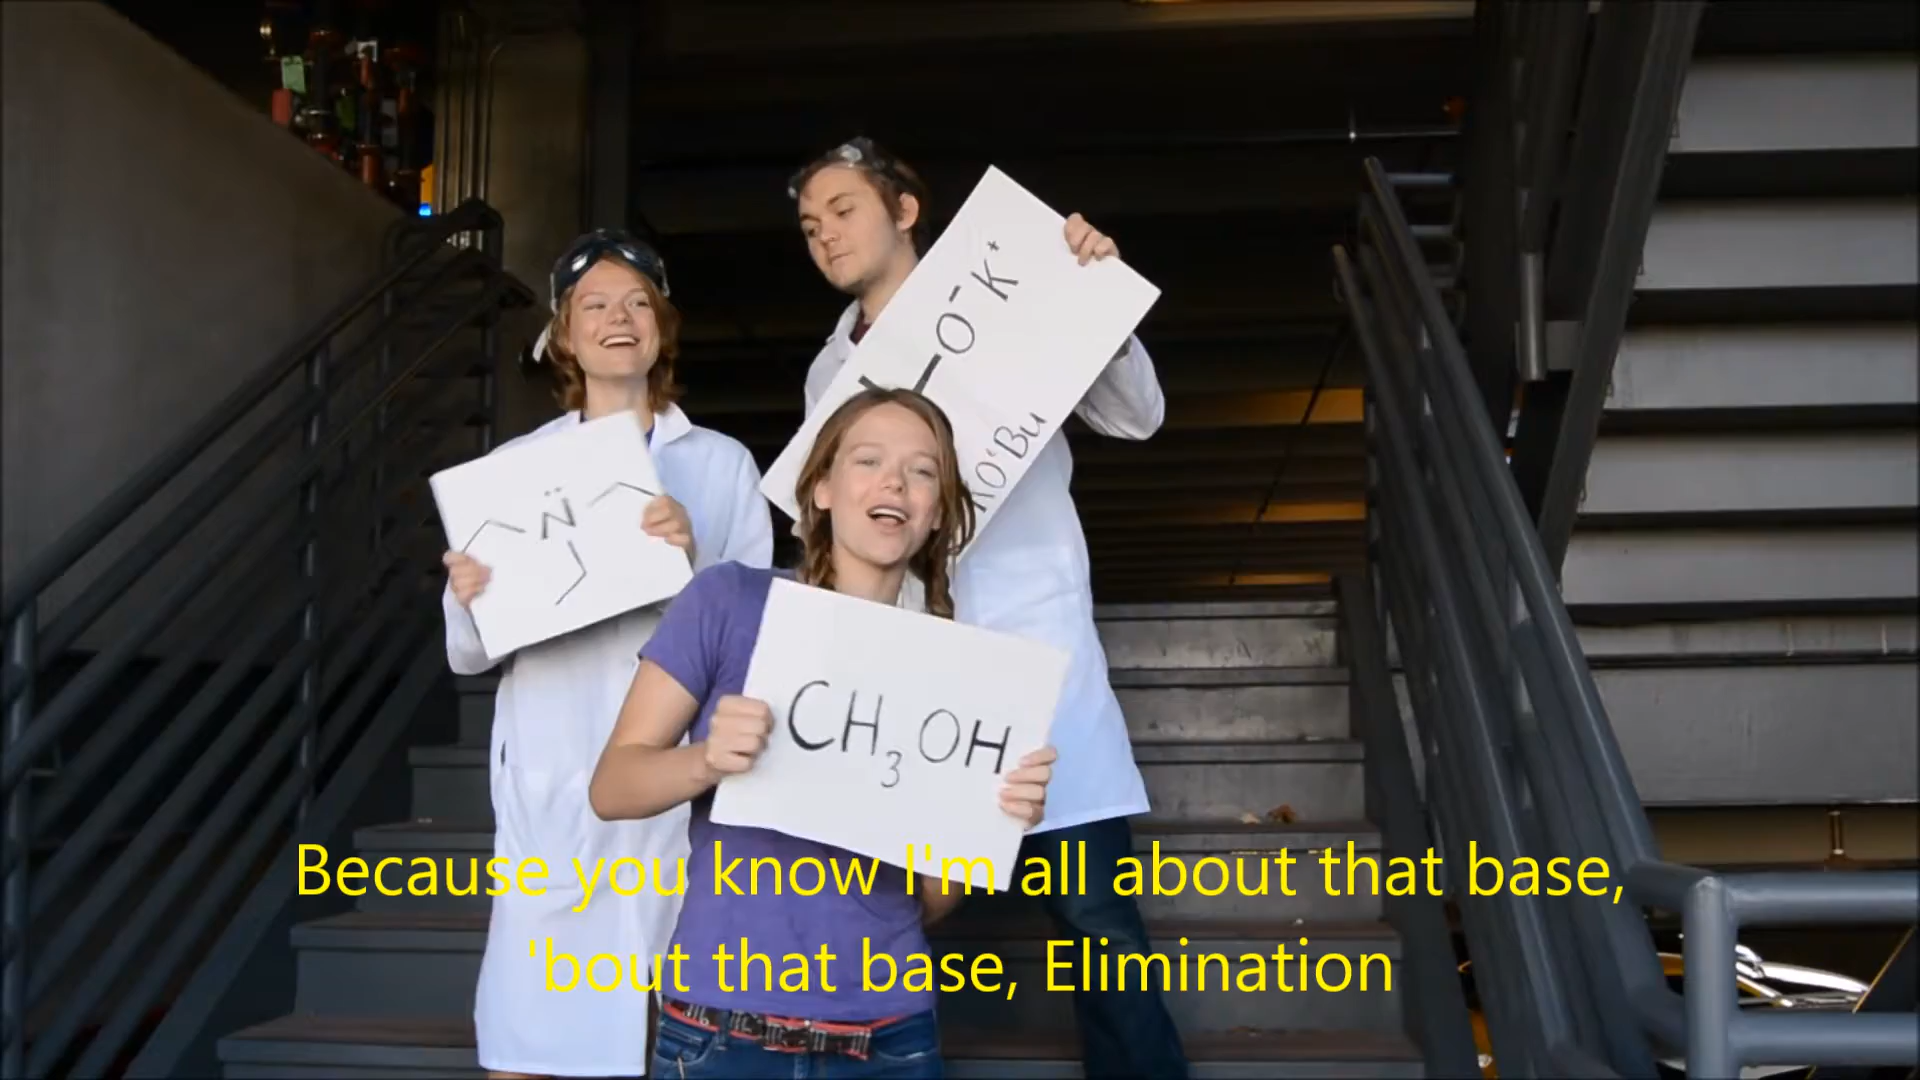 O⁻ K⁺
KOᵗBu
N̈
CH₃OH
Because you know I'm all about that base,
'bout that base, Elimination